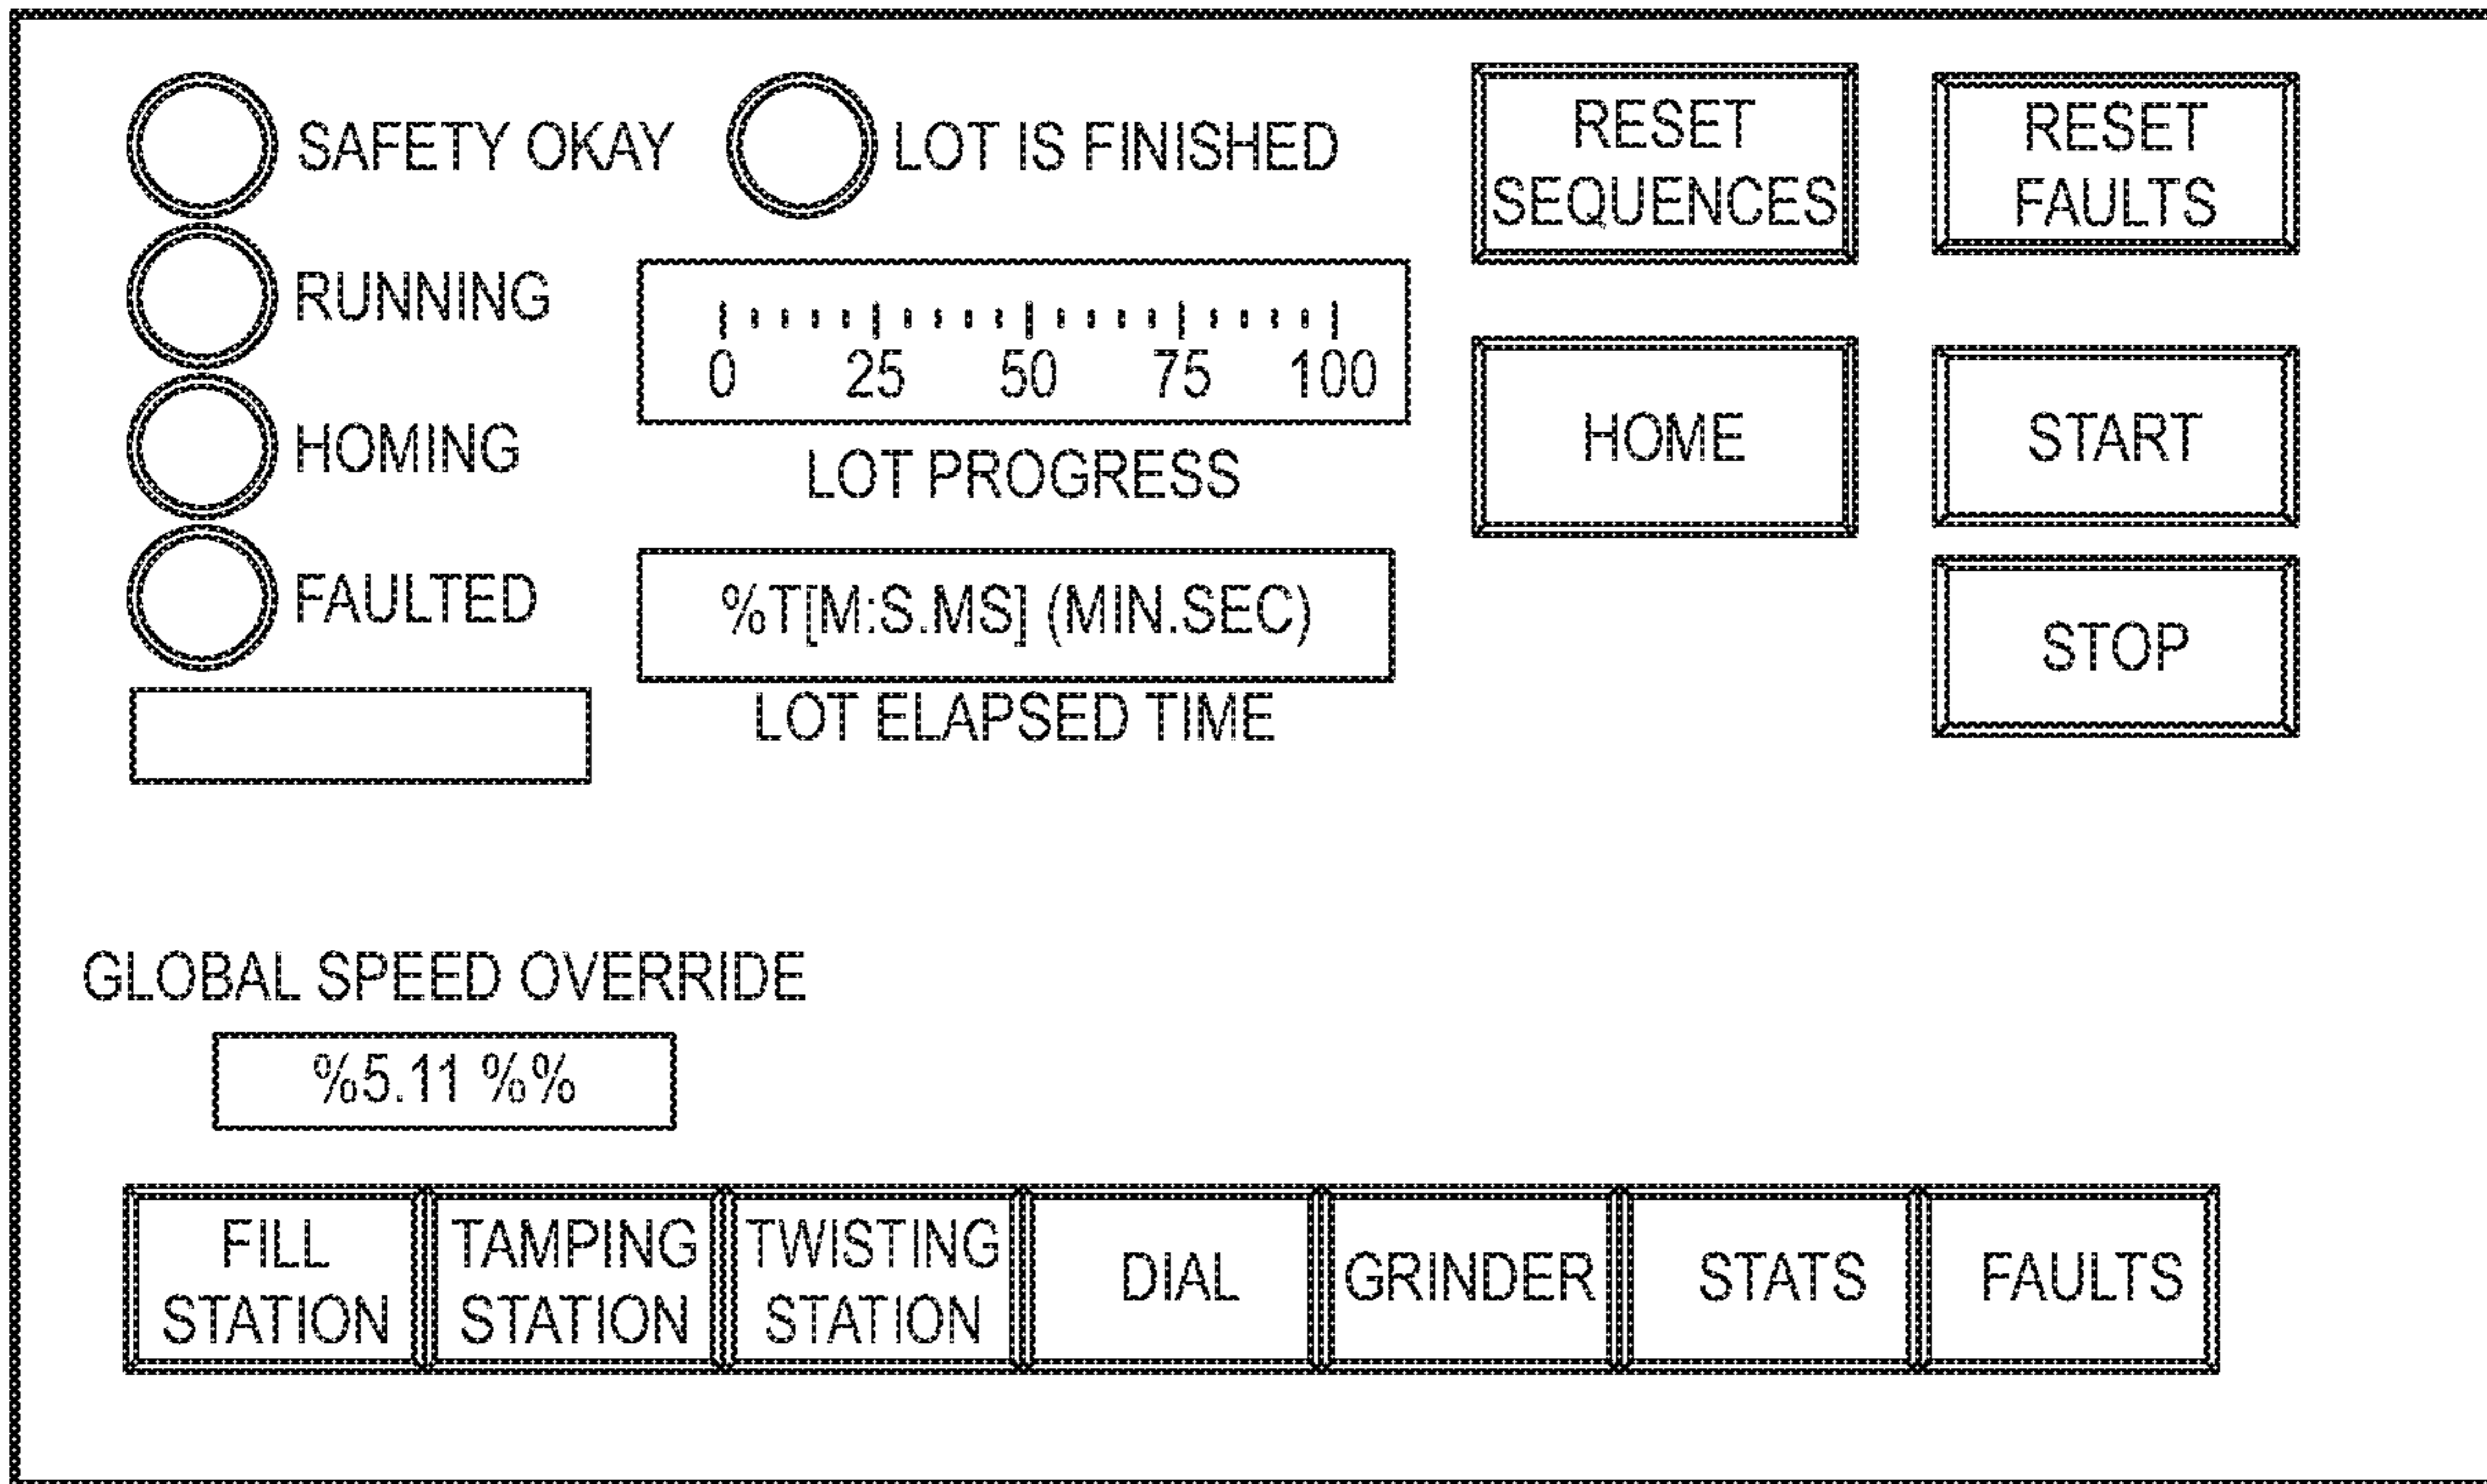 SAFETY OKAY
LOT IS FINISHED
RESET
SEQUENCES
RESET
FAULTS
RUNNING
0 25 50 75 100
LOT PROGRESS
HOMING
HOME
START
FAULTED
%T[M:S.MS] (MIN.SEC)
LOT ELAPSED TIME
STOP
GLOBAL SPEED OVERRIDE
%5.11 %%
FILL
STATION
TAMPING
STATION
TWISTING
STATION
DIAL
GRINDER
STATS
FAULTS